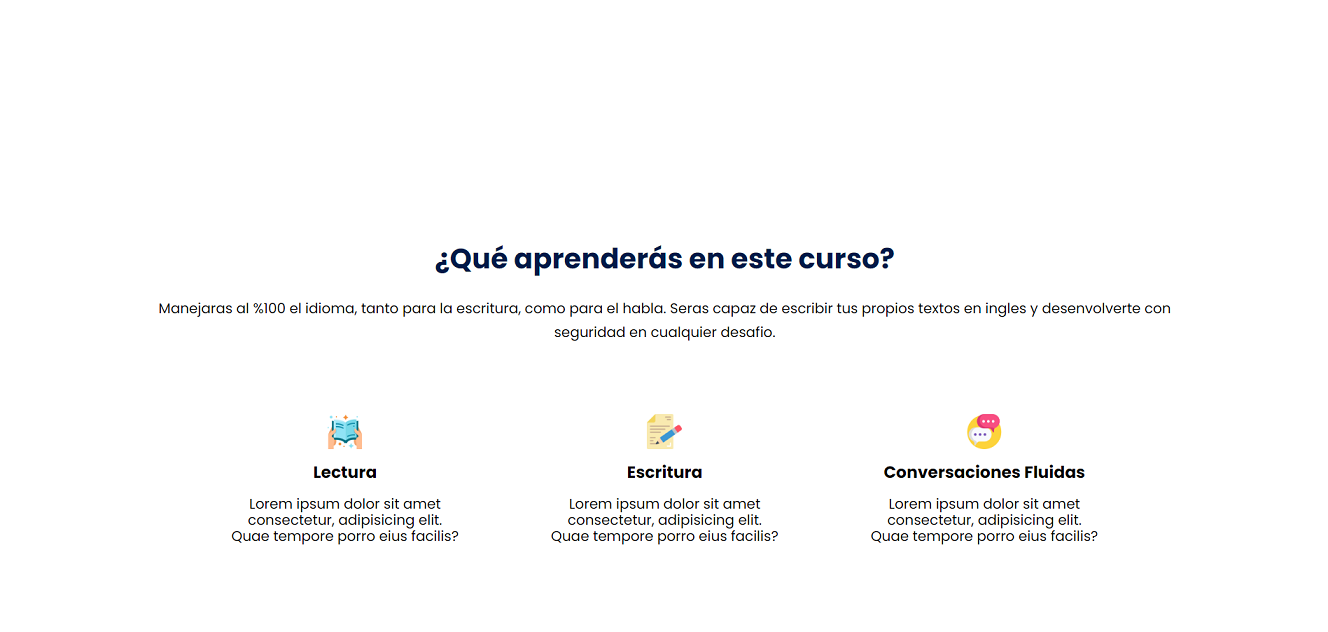 ¿Qué aprenderás en este curso?
Manejaras al %100 el idioma, tanto para la escritura, como para el habla. Seras capaz de escribir tus propios textos en ingles y desenvolverte con
seguridad en cualquier desafio.
Lectura
Lorem ipsum dolor sit amet
consectetur, adipisicing elit.
Quae tempore porro eius facilis?
Escritura
Lorem ipsum dolor sit amet
consectetur, adipisicing elit.
Quae tempore porro eius facilis?
Conversaciones Fluidas
Lorem ipsum dolor sit amet
consectetur, adipisicing elit.
Quae tempore porro eius facilis?